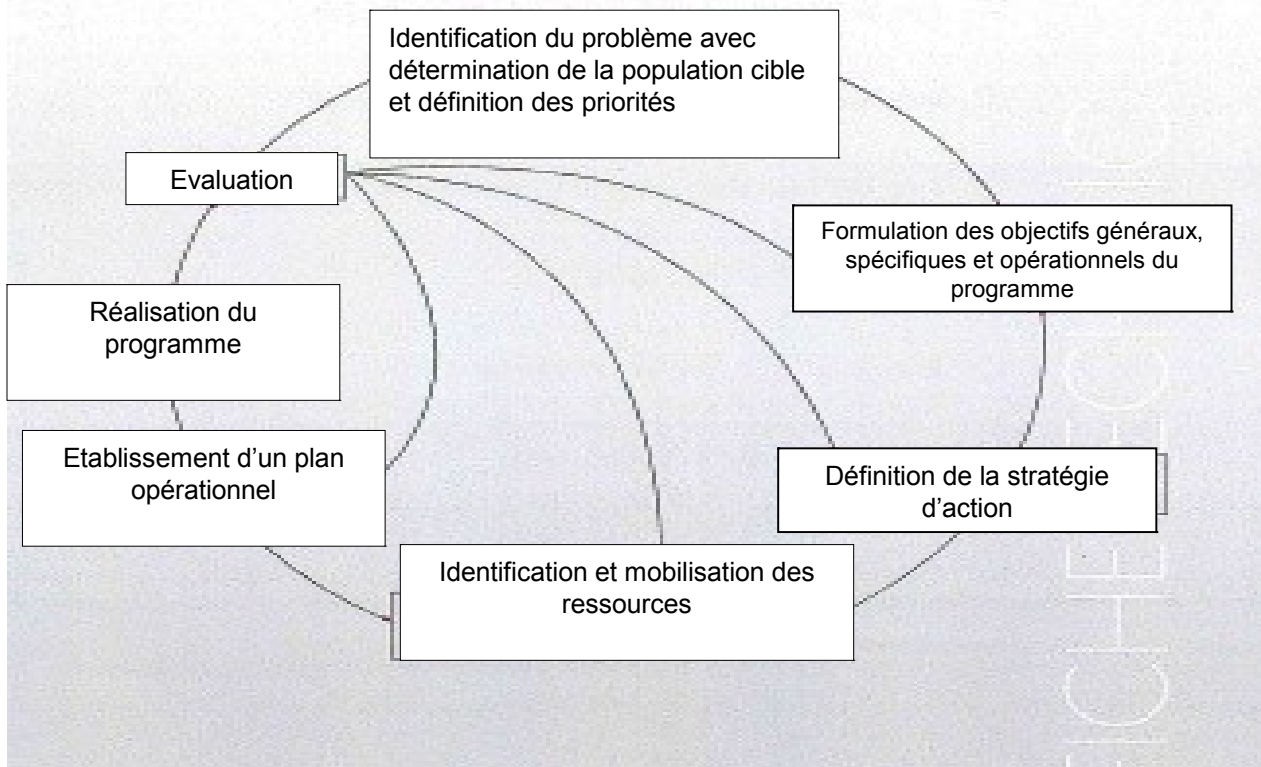 Identification du problème avec
détermination de la population cible
et définition des priorités
Evaluation
Formulation des objectifs généraux,
spécifiques et opérationnels du
programme
Réalisation du
programme
Etablissement d’un plan
opérationnel
Définition de la stratégie
d’action
Identification et mobilisation des
ressources